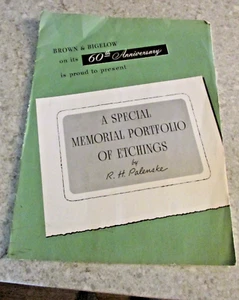 BROWN & BIGELOW
on its 60th Anniversary
is proud to present
A SPECIAL
MEMORIAL PORTFOLIO
OF ETCHINGS
by
R. H. Palenske